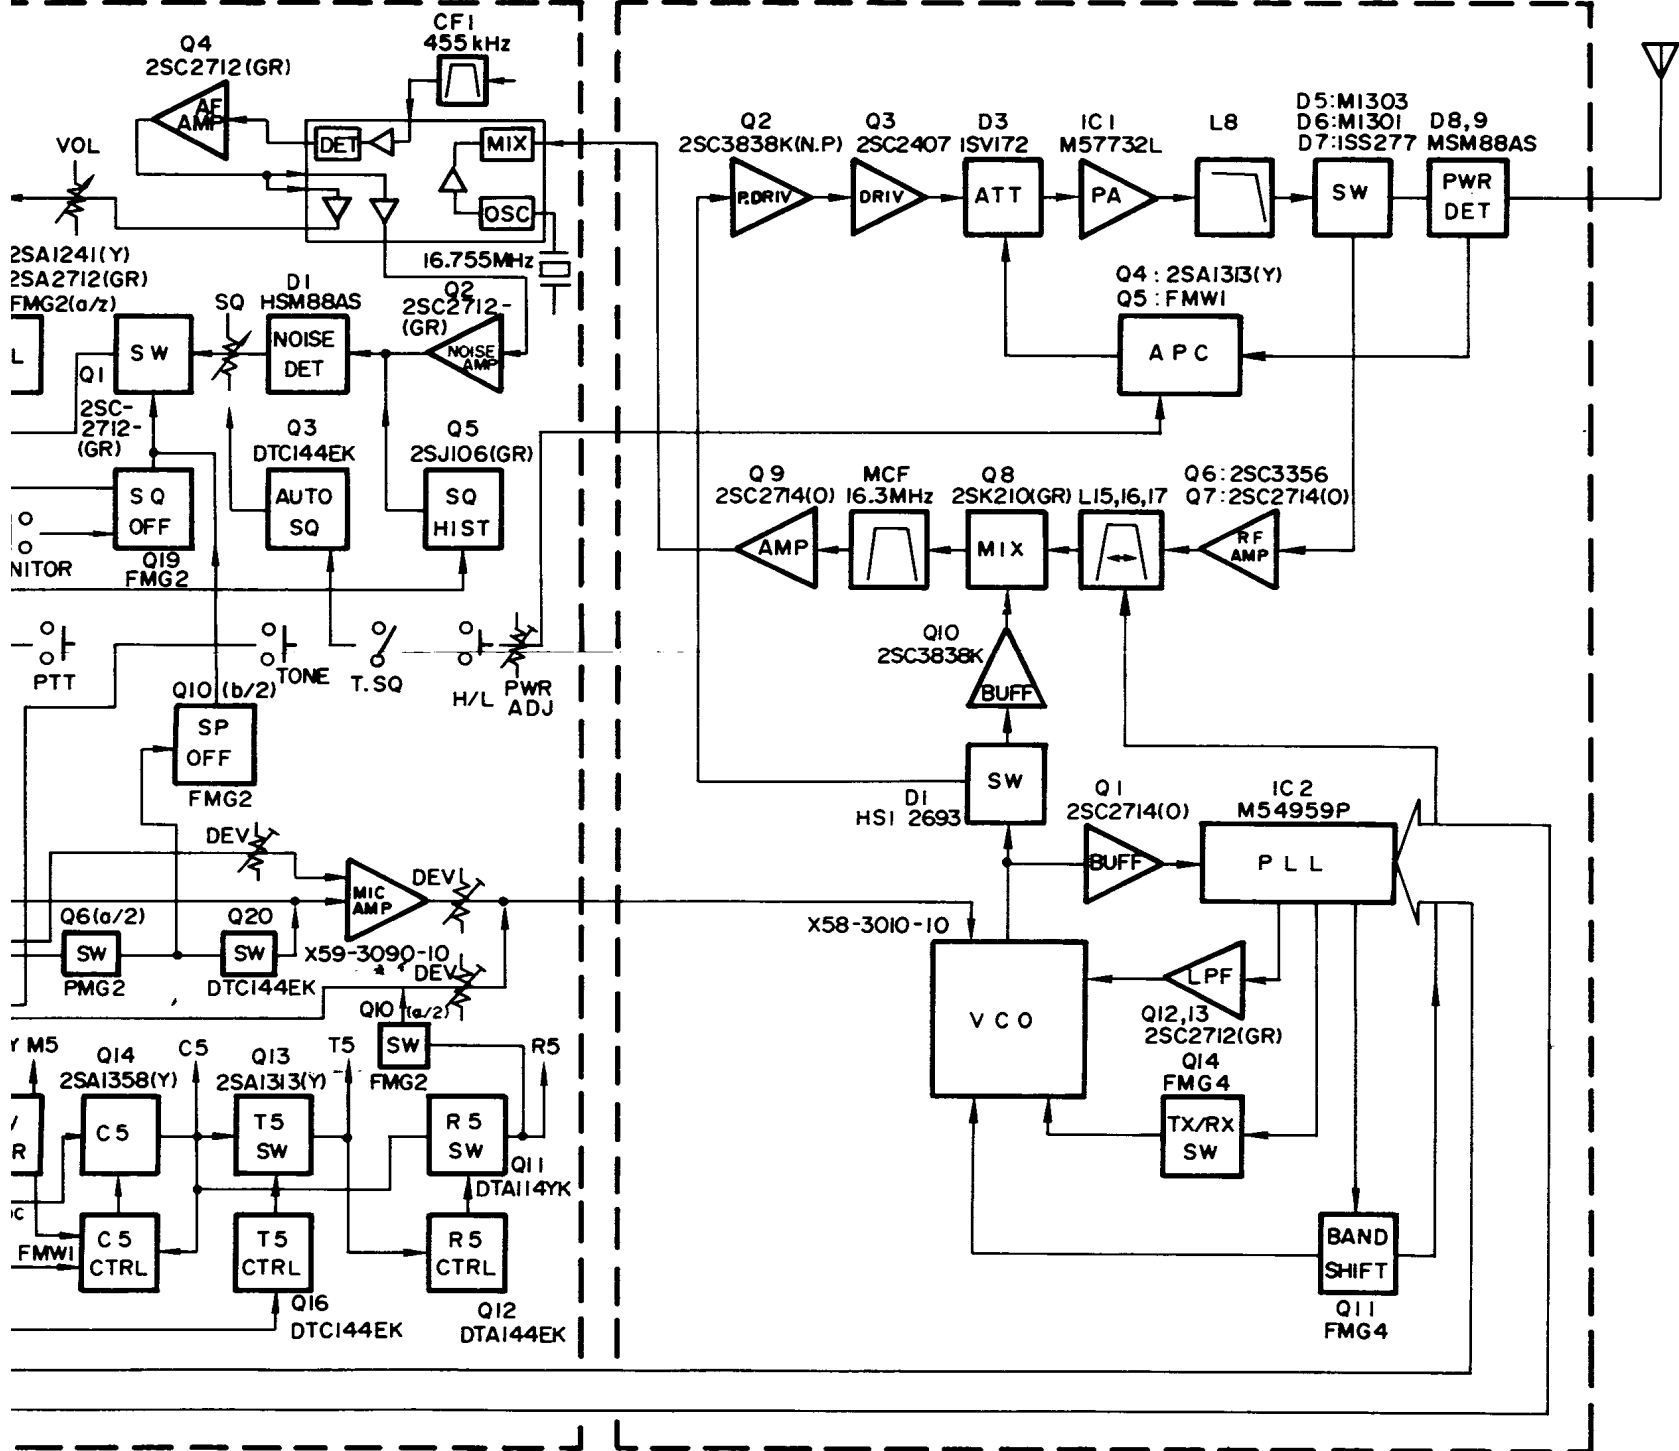 CF1
455 kHz
Q4
2SC2712(GR)
AF
AMP
VOL
DET
MIX
OSC
16.755MHz
2SA1241(Y)
2SA2712(GR)
FMG2(a/z)
L
SQ
D1
HSM88AS
Q2
2SC2712-
(GR)
SW
Q1
NOISE
DET
NOISE
AMP
2SC-
2712-
(GR)
Q3
DTC144EK
Q5
2SJ106(GR)
SQ
OFF
AUTO
SQ
SQ
HIST
NITOR
Q19
FMG2
PTT
TONE
T.SQ
H/L
PWR
ADJ
Q10 (b/2)
SP
OFF
FMG2
DEV
MIC
AMP
DEV
Q6(a/2)
SW
PMG2
Q20
SW
DTC144EK
X59-3090-10
DEV
Q10 (a/2)
SW
FMG2
M5
Q14
2SA1358(Y)
C5
Q13
2SA1313(Y)
T5
R5
R
C5
T5
SW
R5
SW
Q11
DTA114YK
FMW1
C5
CTRL
T5
CTRL
R5
CTRL
Q16
DTC144EK
Q12
DTA144EK
Q2
2SC3838K(N.P)
Q3
2SC2407
D3
1SV172
IC1
M57732L
L8
D5:M1303
D6:M1301
D7:1SS277
D8,9
MSM88AS
P.DRIV
DRIV
ATT
PA
SW
PWR
DET
Q4:2SA1313(Y)
Q5:FMW1
APC
Q9
2SC2714(O)
MCF
16.3MHz
Q8
2SK210(GR)
L15,16,17
Q6:2SC3356
Q7:2SC2714(O)
AMP
MIX
RF
AMP
Q10
2SC3838K
BUFF
SW
D1
HS1 2693
Q1
2SC2714(O)
BUFF
IC2
M54959P
PLL
X58-3010-10
VCO
LPF
Q12,13
2SC2712(GR)
Q14
FMG4
TX/RX
SW
BAND
SHIFT
Q11
FMG4